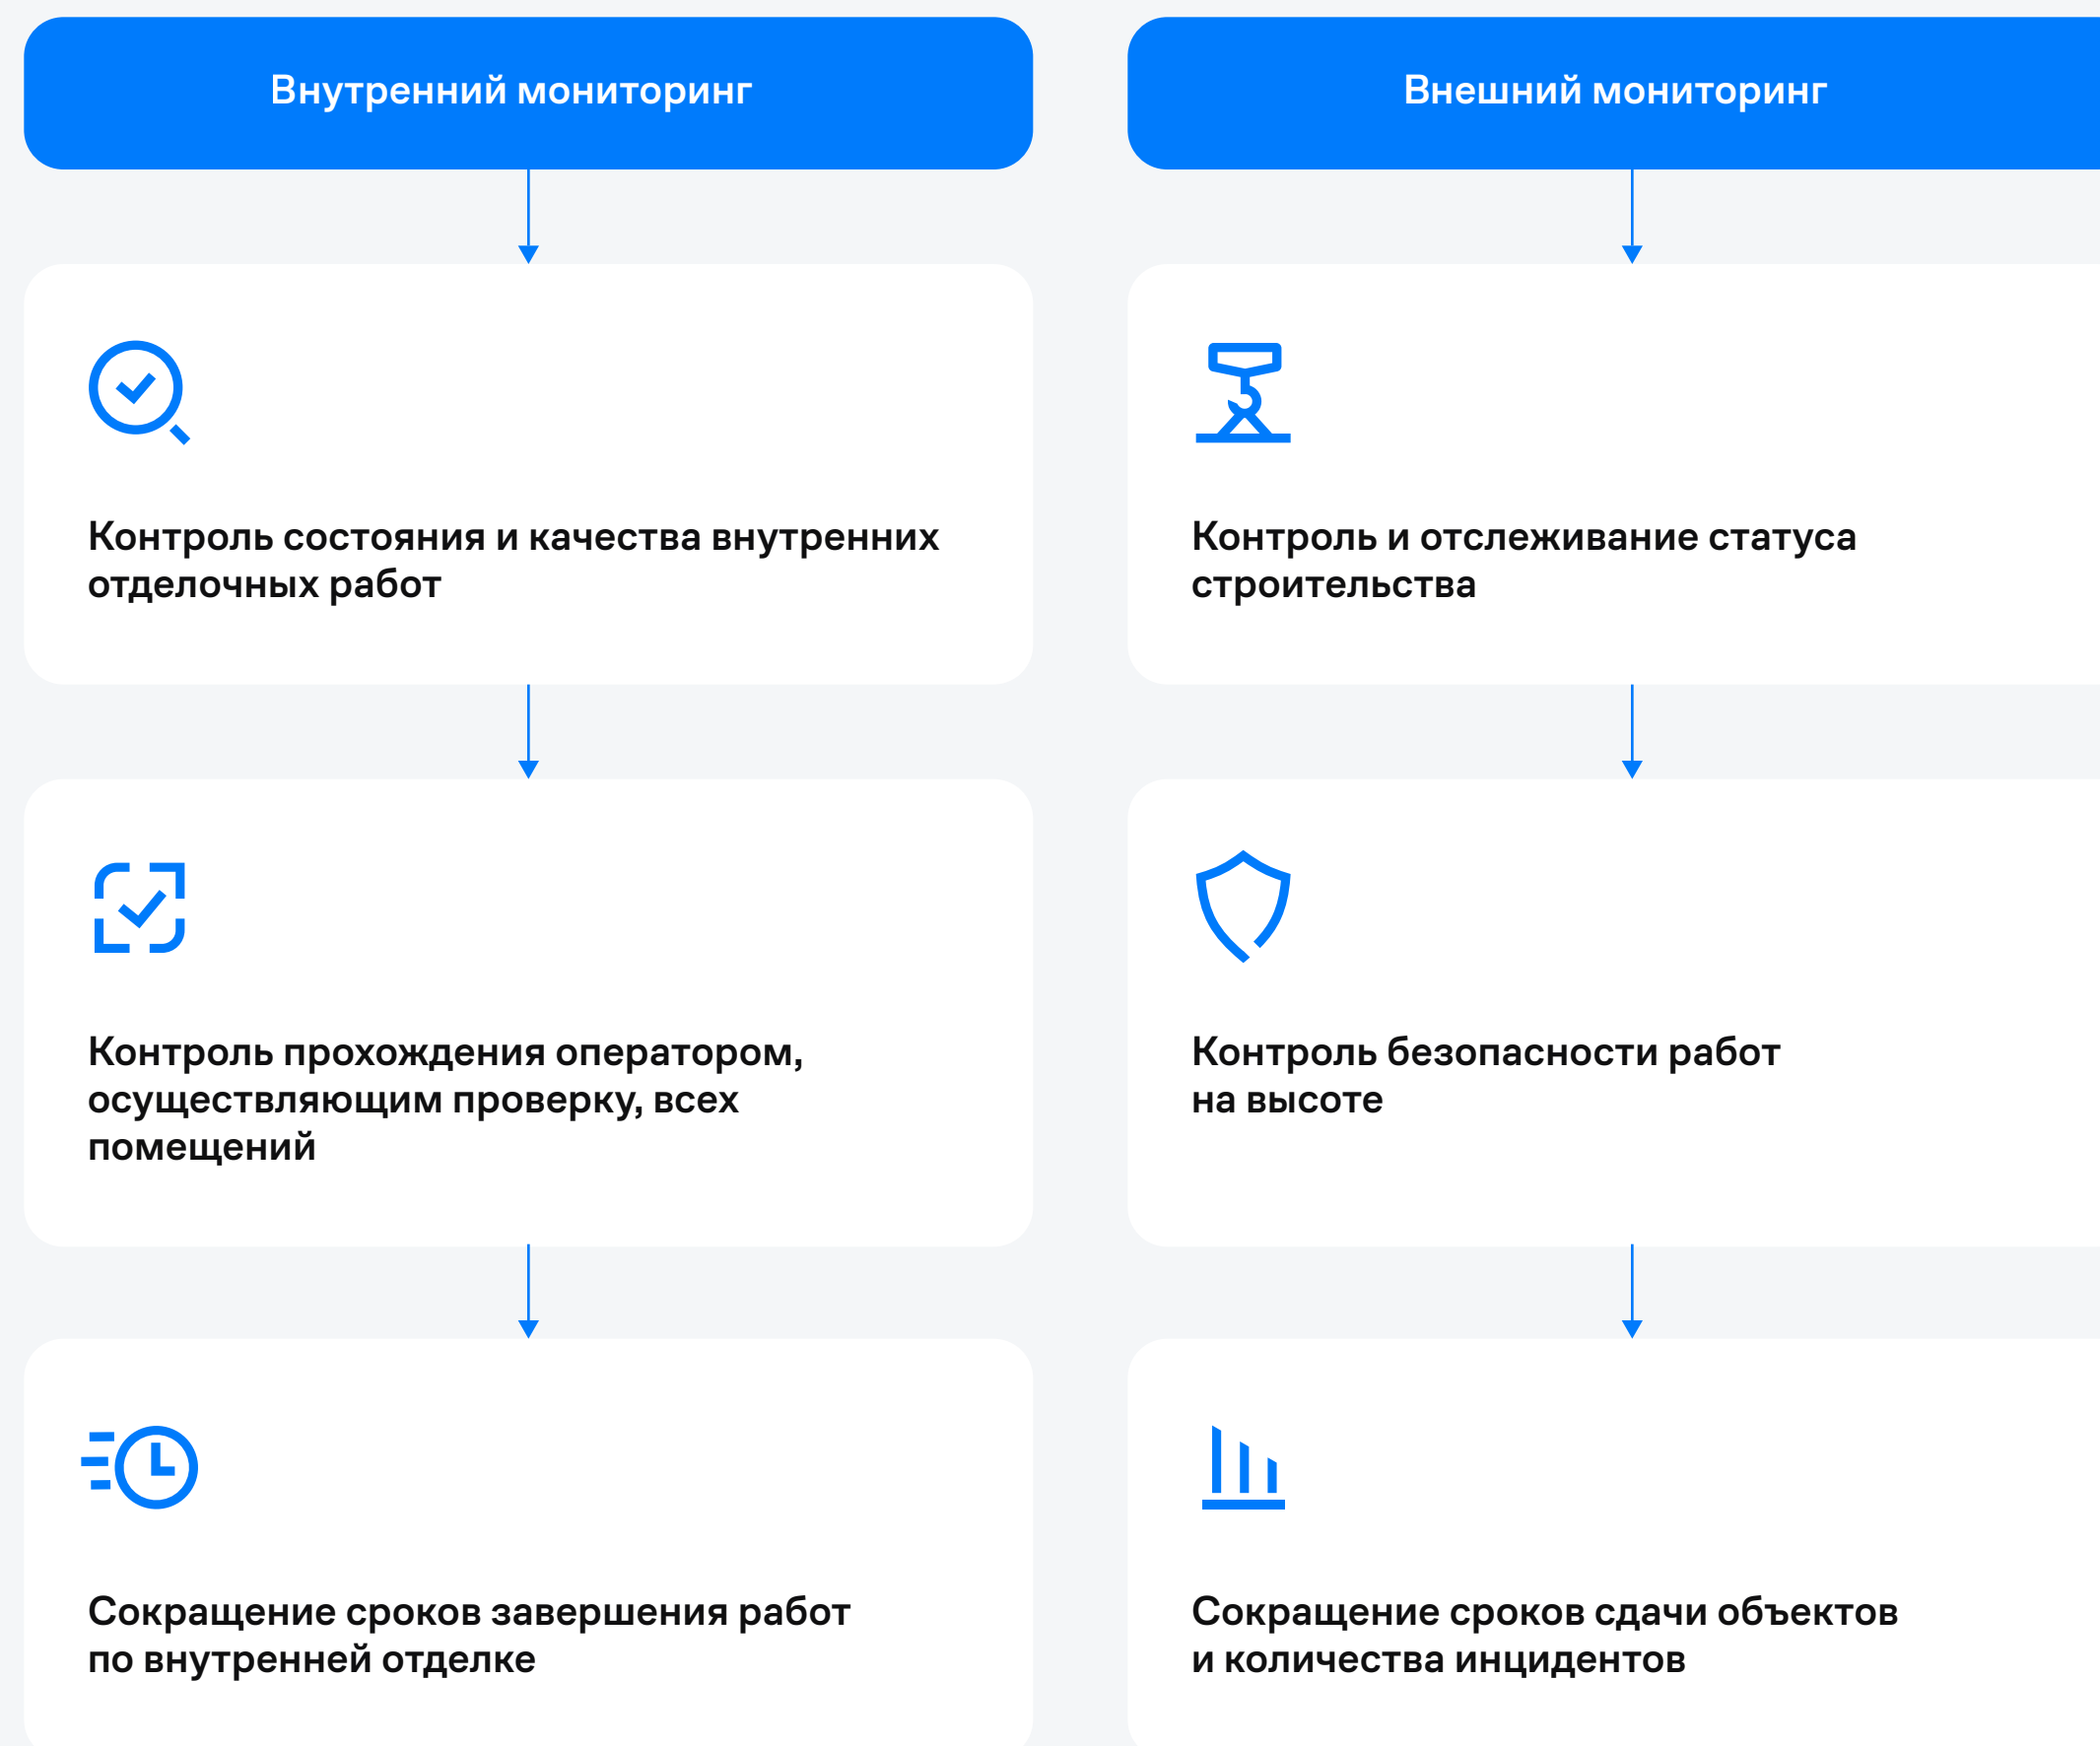 Внутренний мониторинг
Контроль состояния и качества внутренних
отделочных работ
Контроль прохождения оператором,
осуществляющим проверку, всех
помещений
Сокращение сроков завершения работ
по внутренней отделке
Внешний мониторинг
Контроль и отслеживание статуса
строительства
Контроль безопасности работ
на высоте
Сокращение сроков сдачи объектов
и количества инцидентов